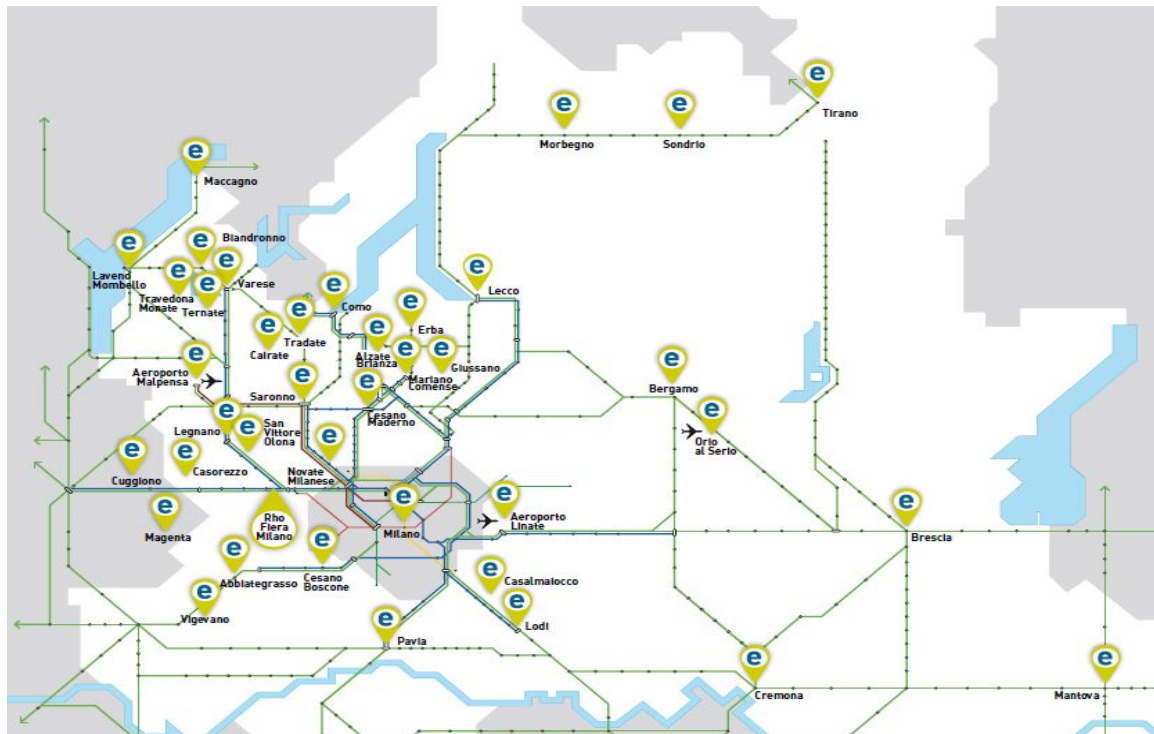 e
Tirano
e
Morbegno
e
Sondrio
e
Maccagno
e
Laveno
Mombello
e
Biandronno
e
Varese
e
Travedona
Monate
e
Ternate
e
Lecco
e
Como
e
Tradate
e
Cairate
e
Erba
e
Alzate
Brianza
e
Mariano
Comense
e
Giussano
e
Aeroporto
Malpensa
e
Saronno
e
Cesano
Maderno
e
Bergamo
e
Orio
al Serio
e
Legnano
e
San
Vittore
Olona
e
Novate
Milanese
e
Cuggiono
e
Casorezzo
e
Magenta
Rho
Fiera
Milano
e
Milano
e
Aeroporto
Linate
e
Brescia
e
Abbiategrasso
e
Cesano
Boscone
e
Casalmaiocco
e
Vigevano
e
Lodi
e
Pavia
e
Cremona
e
Mantova